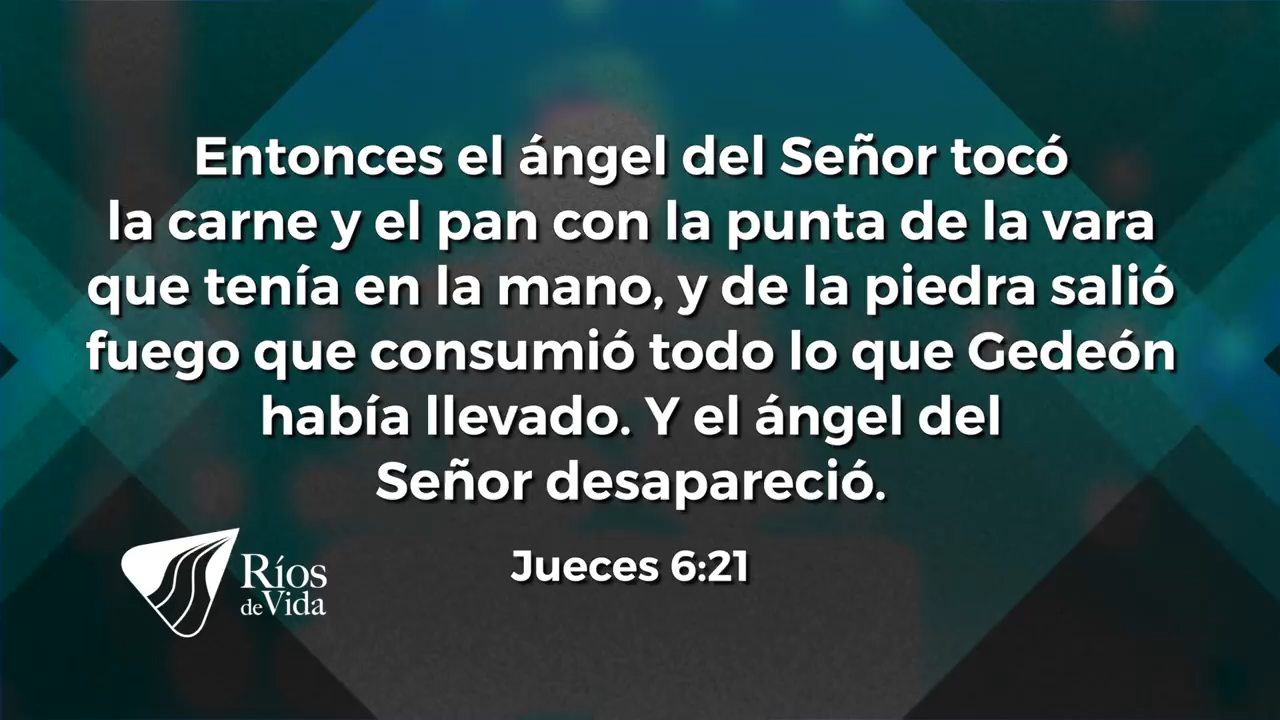 Entonces el ángel del Señor tocó
la carne y el pan con la punta de la vara
que tenía en la mano, y de la piedra salió
fuego que consumió todo lo que Gedeón
había llevado. Y el ángel del
Señor desapareció.
Jueces 6:21
Ríos
de Vida